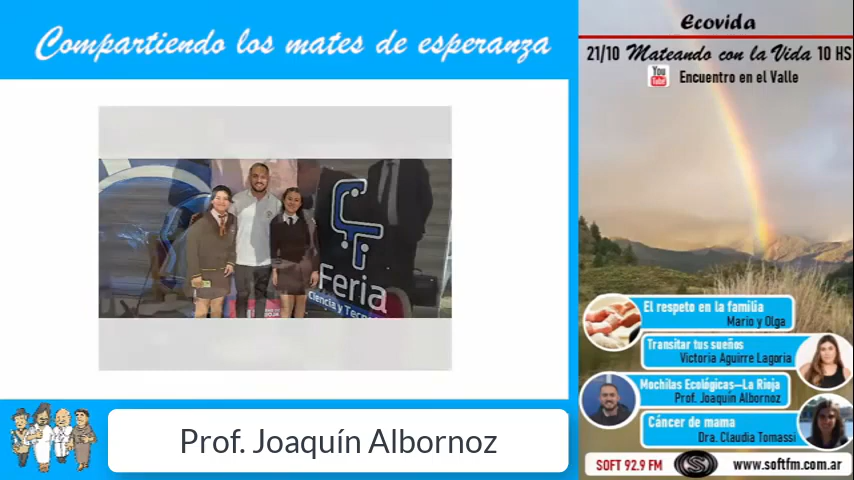 Compartiendo los mates de esperanza
Feria
Ciencia y Tecno
Prof. Joaquín Albornoz
Ecovida
21/10 Mateando con la Vida 10 HS
You Tube Encuentro en el Valle
El respeto en la familia
Mario y Olga
Transitar tus sueños
Victoria Aguirre Lagoria
Mochilas Ecológicas—La Rioja
Prof. Joaquín Albornoz
Cáncer de mama
Dra. Claudia Tomassi
SOFT 92.9 FM
www.softfm.com.ar